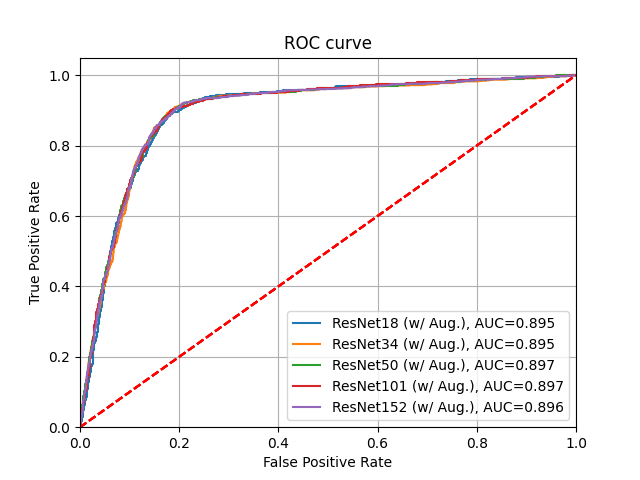 ROC curve
1.0
0.8
0.6
0.4
0.2
0.0
True Positive Rate
ResNet18 (w/ Aug.), AUC=0.895
ResNet34 (w/ Aug.), AUC=0.895
ResNet50 (w/ Aug.), AUC=0.897
ResNet101 (w/ Aug.), AUC=0.897
ResNet152 (w/ Aug.), AUC=0.896
0.0 0.2 0.4 0.6 0.8 1.0
False Positive Rate